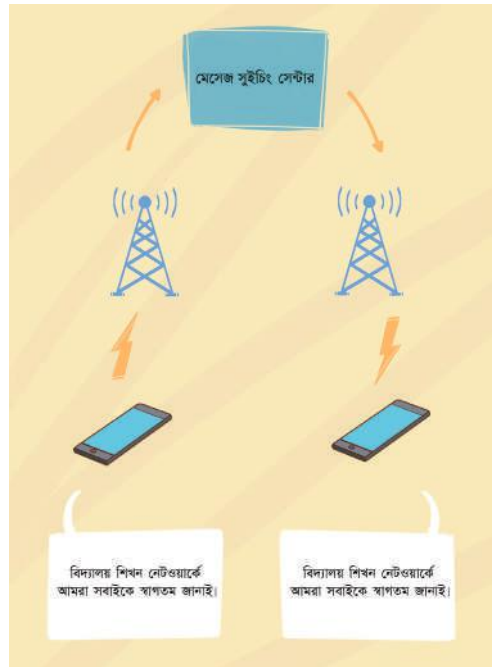 মেসেজ সুইচিং সেন্টার
বিদ্যালয় শিখন নেটওয়ার্কে
আমরা সবাইকে স্বাগতম জানাই।
বিদ্যালয় শিখন নেটওয়ার্কে
আমরা সবাইকে স্বাগতম জানাই।